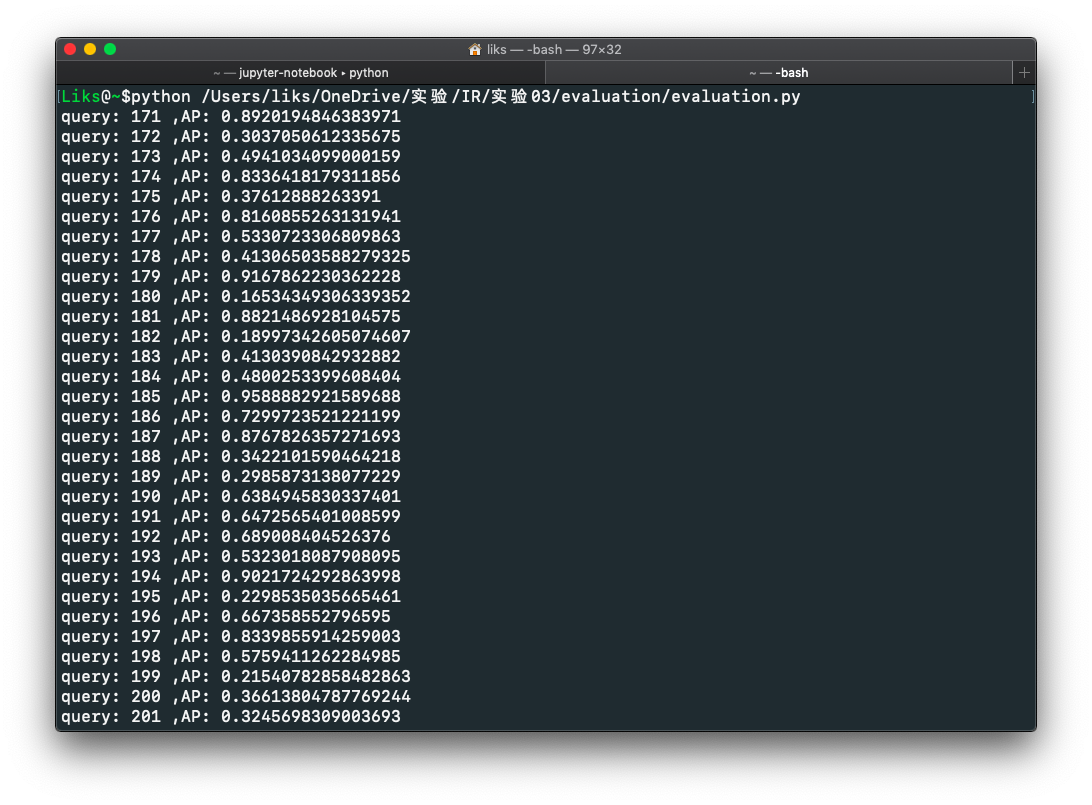 liks — -bash — 97×32
~ — jupyter-notebook ▸ python
~ — -bash
Liks@~$python /Users/liks/OneDrive/实验/IR/实验03/evaluation/evaluation.py
query: 171 ,AP: 0.8920194846383971
query: 172 ,AP: 0.3037050612335675
query: 173 ,AP: 0.4941034099000159
query: 174 ,AP: 0.8336418179311856
query: 175 ,AP: 0.37612888263391
query: 176 ,AP: 0.8160855263131941
query: 177 ,AP: 0.5330723306809863
query: 178 ,AP: 0.41306503588279325
query: 179 ,AP: 0.9167862230362228
query: 180 ,AP: 0.16534349306339352
query: 181 ,AP: 0.8821486928104575
query: 182 ,AP: 0.18997342605074607
query: 183 ,AP: 0.4130390842932882
query: 184 ,AP: 0.4800253399608404
query: 185 ,AP: 0.9588882921589688
query: 186 ,AP: 0.7299723521221199
query: 187 ,AP: 0.8767826357271693
query: 188 ,AP: 0.3422101590464218
query: 189 ,AP: 0.2985873138077229
query: 190 ,AP: 0.6384945830337401
query: 191 ,AP: 0.6472565401008599
query: 192 ,AP: 0.689008404526376
query: 193 ,AP: 0.5323018087908095
query: 194 ,AP: 0.9021724292863998
query: 195 ,AP: 0.2298535035665461
query: 196 ,AP: 0.667358552796595
query: 197 ,AP: 0.8339855914259003
query: 198 ,AP: 0.5759411262284985
query: 199 ,AP: 0.21540782858482863
query: 200 ,AP: 0.36613804787769244
query: 201 ,AP: 0.3245698309003693